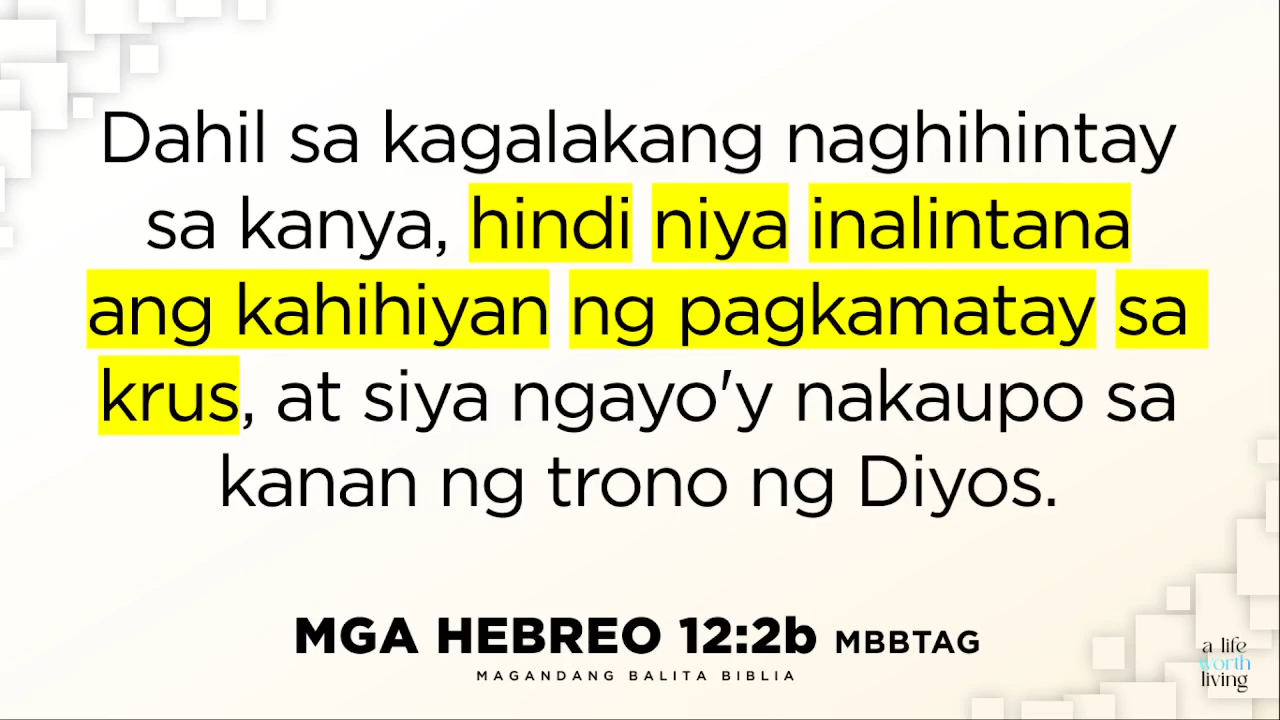 Dahil sa kagalakang naghihintay
sa kanya, hindi niya inalintana
ang kahihiyan ng pagkamatay sa
krus, at siya ngayo'y nakaupo sa
kanan ng trono ng Diyos.
MGA HEBREO 12:2b MBBTAG
MAGANDANG BALITA BIBLIA
a life
worth
living